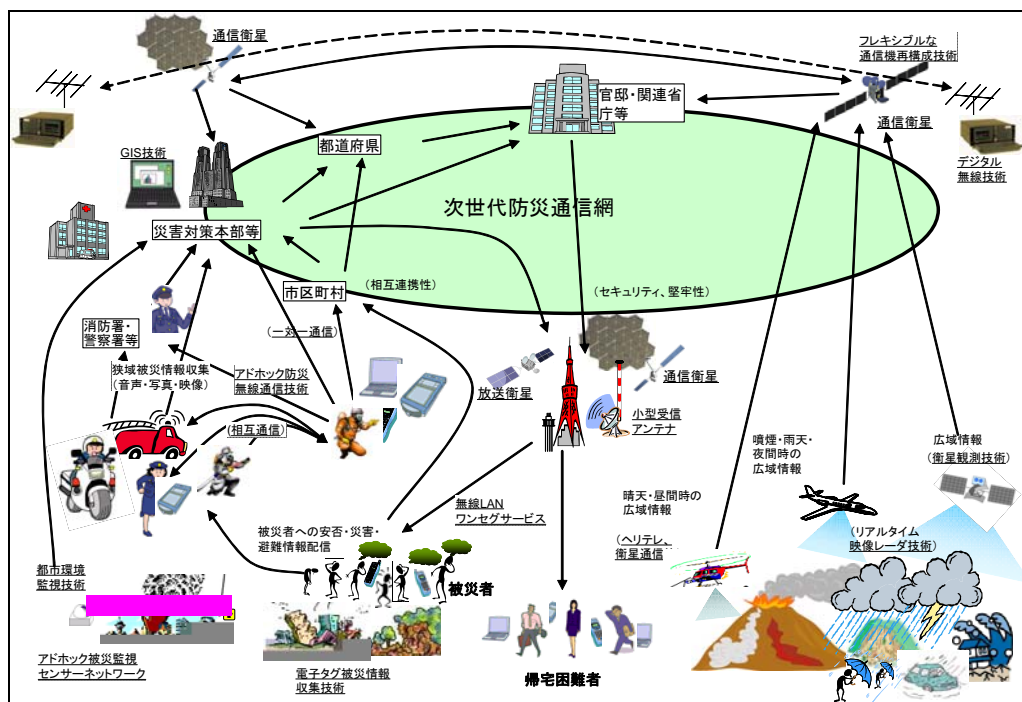 通信衛星
フレキシブルな
通信機再構成技術
官邸・関連省
庁等
通信衛星
都道府県
GIS技術
デジタル
無線技術
次世代防災通信網
災害対策本部等
市区町村
(相互連携性)
(セキュリティ、堅牢性)
消防署・
警察署等
(一対一通信)
狭域被災情報収集
(音声・写真・映像)
アドホック防災
無線通信技術
放送衛星
通信衛星
小型受信
アンテナ
(相互通信)
噴煙・雨天・
夜間時の
広域情報
広域情報
(衛星観測技術)
晴天・昼間時の
広域情報
無線LAN
ワンセグサービス
被災者への安否・災害・
避難情報配信
(ヘリテレ、
衛星通信)
(リアルタイム
映像レーダ技術)
都市環境
監視技術
被災者
アドホック被災監視
センサーネットワーク
電子タグ被災情報
収集技術
帰宅困難者